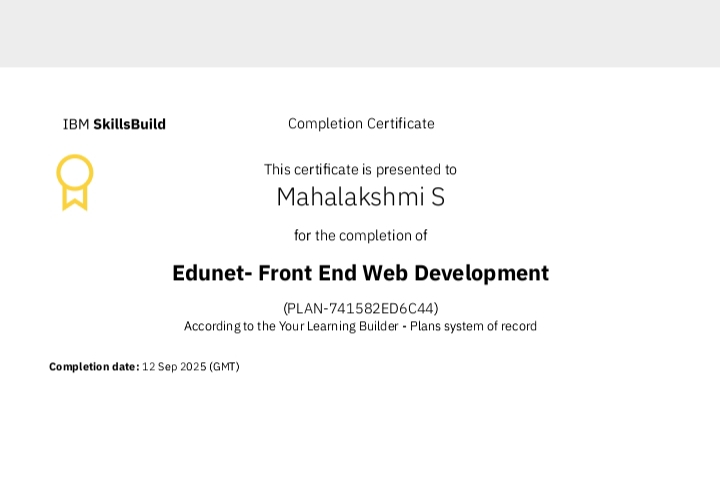 IBM SkillsBuild
Completion Certificate
This certificate is presented to
Mahalakshmi S
for the completion of
Edunet- Front End Web Development
(PLAN-741582ED6C44)
According to the Your Learning Builder - Plans system of record
Completion date: 12 Sep 2025 (GMT)